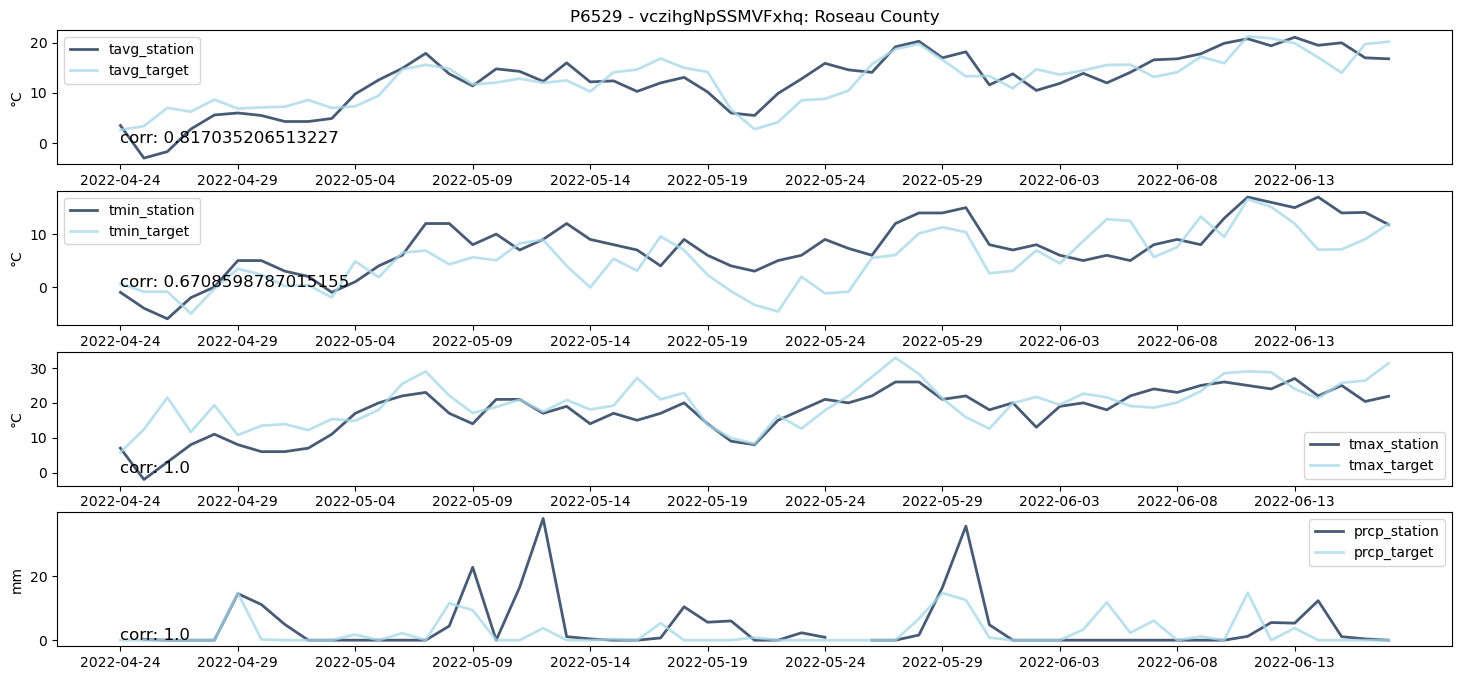 P6529 - vczihgNpSSMVFxhq: Roseau County
20
10
0
°C
tavg_station
tavg_target
corr: 0.817035206513227
2022-04-24 2022-04-29 2022-05-04 2022-05-09 2022-05-14 2022-05-19 2022-05-24 2022-05-29 2022-06-03 2022-06-08 2022-06-13
10
0
°C
tmin_station
tmin_target
corr: 0.6708598787015155
2022-04-24 2022-04-29 2022-05-04 2022-05-09 2022-05-14 2022-05-19 2022-05-24 2022-05-29 2022-06-03 2022-06-08 2022-06-13
30
20
10
0
°C
tmax_station
tmax_target
corr: 1.0
2022-04-24 2022-04-29 2022-05-04 2022-05-09 2022-05-14 2022-05-19 2022-05-24 2022-05-29 2022-06-03 2022-06-08 2022-06-13
20
0
mm
prcp_station
prcp_target
corr: 1.0
2022-04-24 2022-04-29 2022-05-04 2022-05-09 2022-05-14 2022-05-19 2022-05-24 2022-05-29 2022-06-03 2022-06-08 2022-06-13